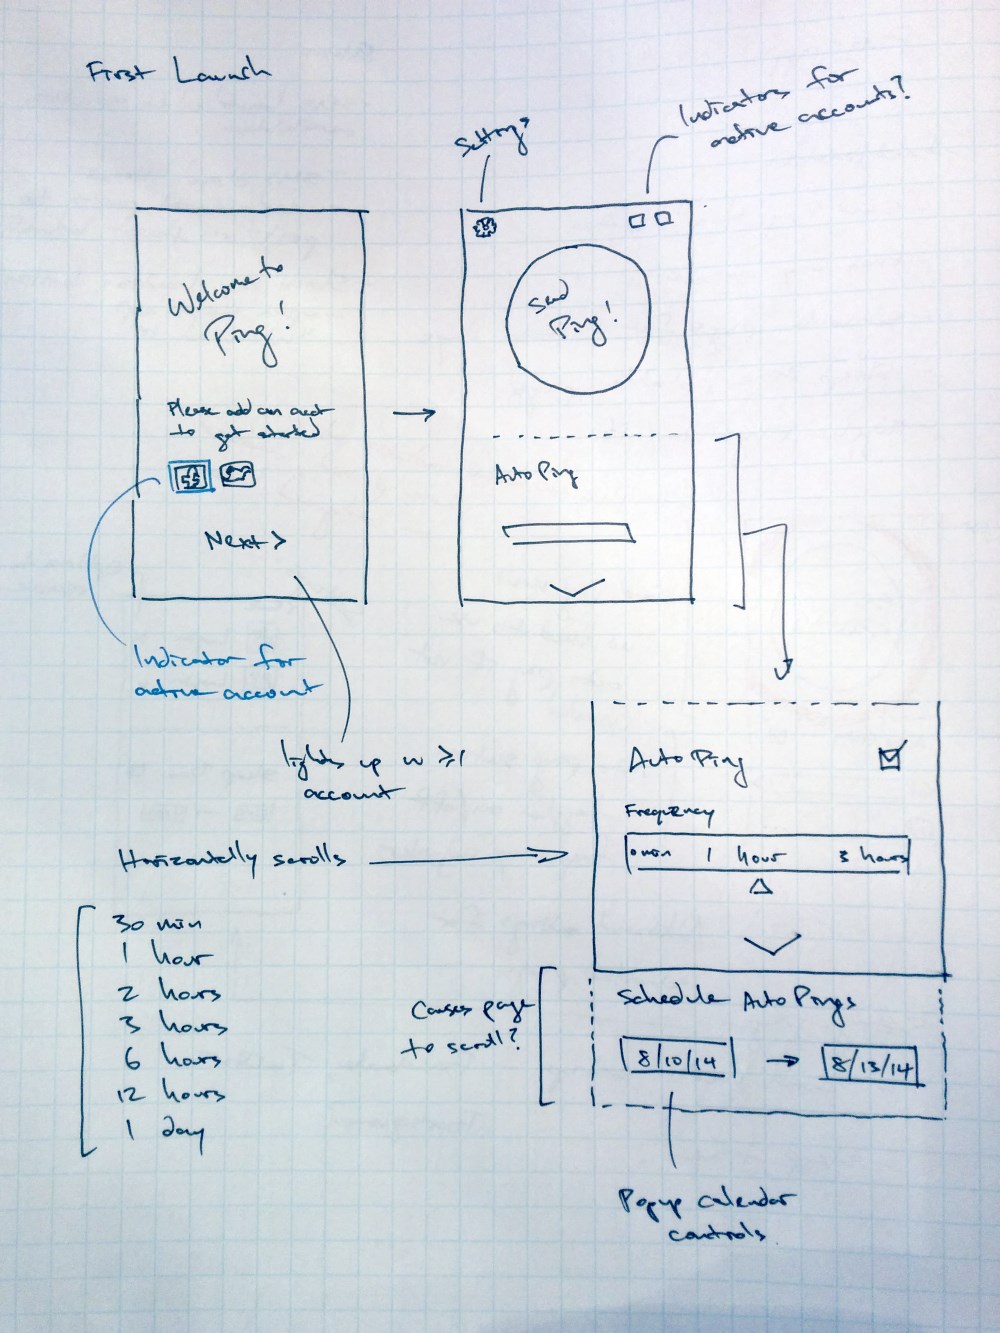 First Launch
Settings
Indicators for
active accounts?
Welcome to
Ping!
Please add an acct
to get started
Next >
Send
Ping!
Auto Ping
Indicator for
active account
lights up w ≥1
account
Auto Ping
Frequency
0 min 1 hour 3 hours
Horizontally scrolls
30 min
1 hour
2 hours
3 hours
6 hours
12 hours
1 day
Causes page
to scroll?
Schedule Auto Pings
8/10/14 → 8/13/14
Popup calendar
controls